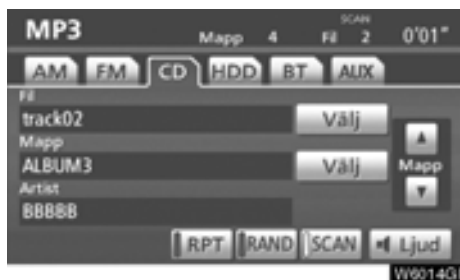 SCAN
MP3 Mapp 4 Fil 2 0'01"
AM FM CD HDD BT AUX
Fil
track02 Välj
Mapp
ALBUM3 Välj Mapp
Artist
BBBBB
RPT RAND SCAN Ljud
W6014G